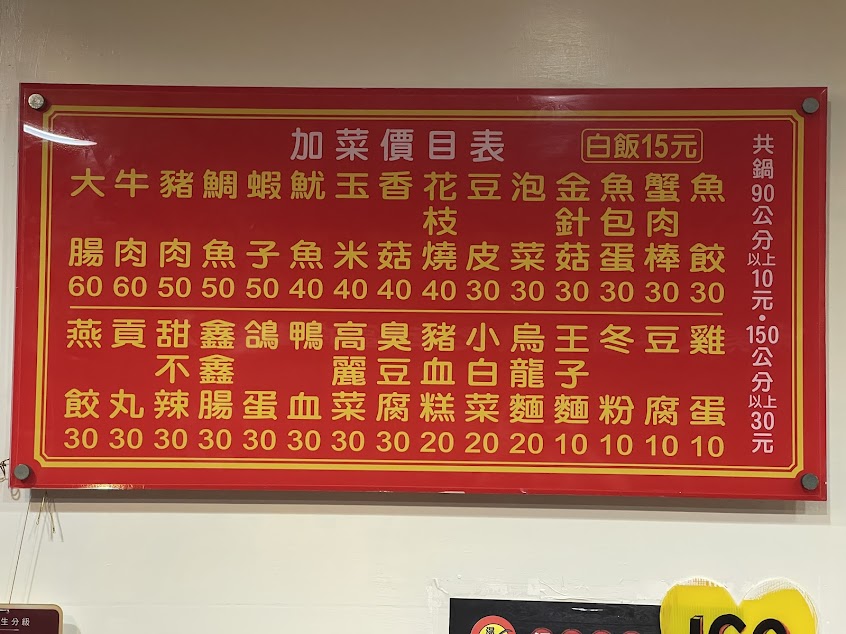 加菜價目表
白飯15元
大腸 60
牛肉 60
豬肉 50
鯛魚 50
蝦子 50
魷魚 40
玉米 40
香菇 40
花枝燒 40
豆皮 30
泡菜 30
金針菇 30
魚包蛋 30
蟹肉棒 30
魚餃 30
燕餃 30
貢丸 30
甜不辣 30
鑫鑫腸 30
鴿蛋 30
鴨血 30
高麗菜 30
臭豆腐 30
豬血糕 20
小白菜 20
烏龍麵 20
王子麵 10
冬粉 10
豆腐 10
雞蛋 10
共鍋90公分以上10元•150公分以上30元
生分級